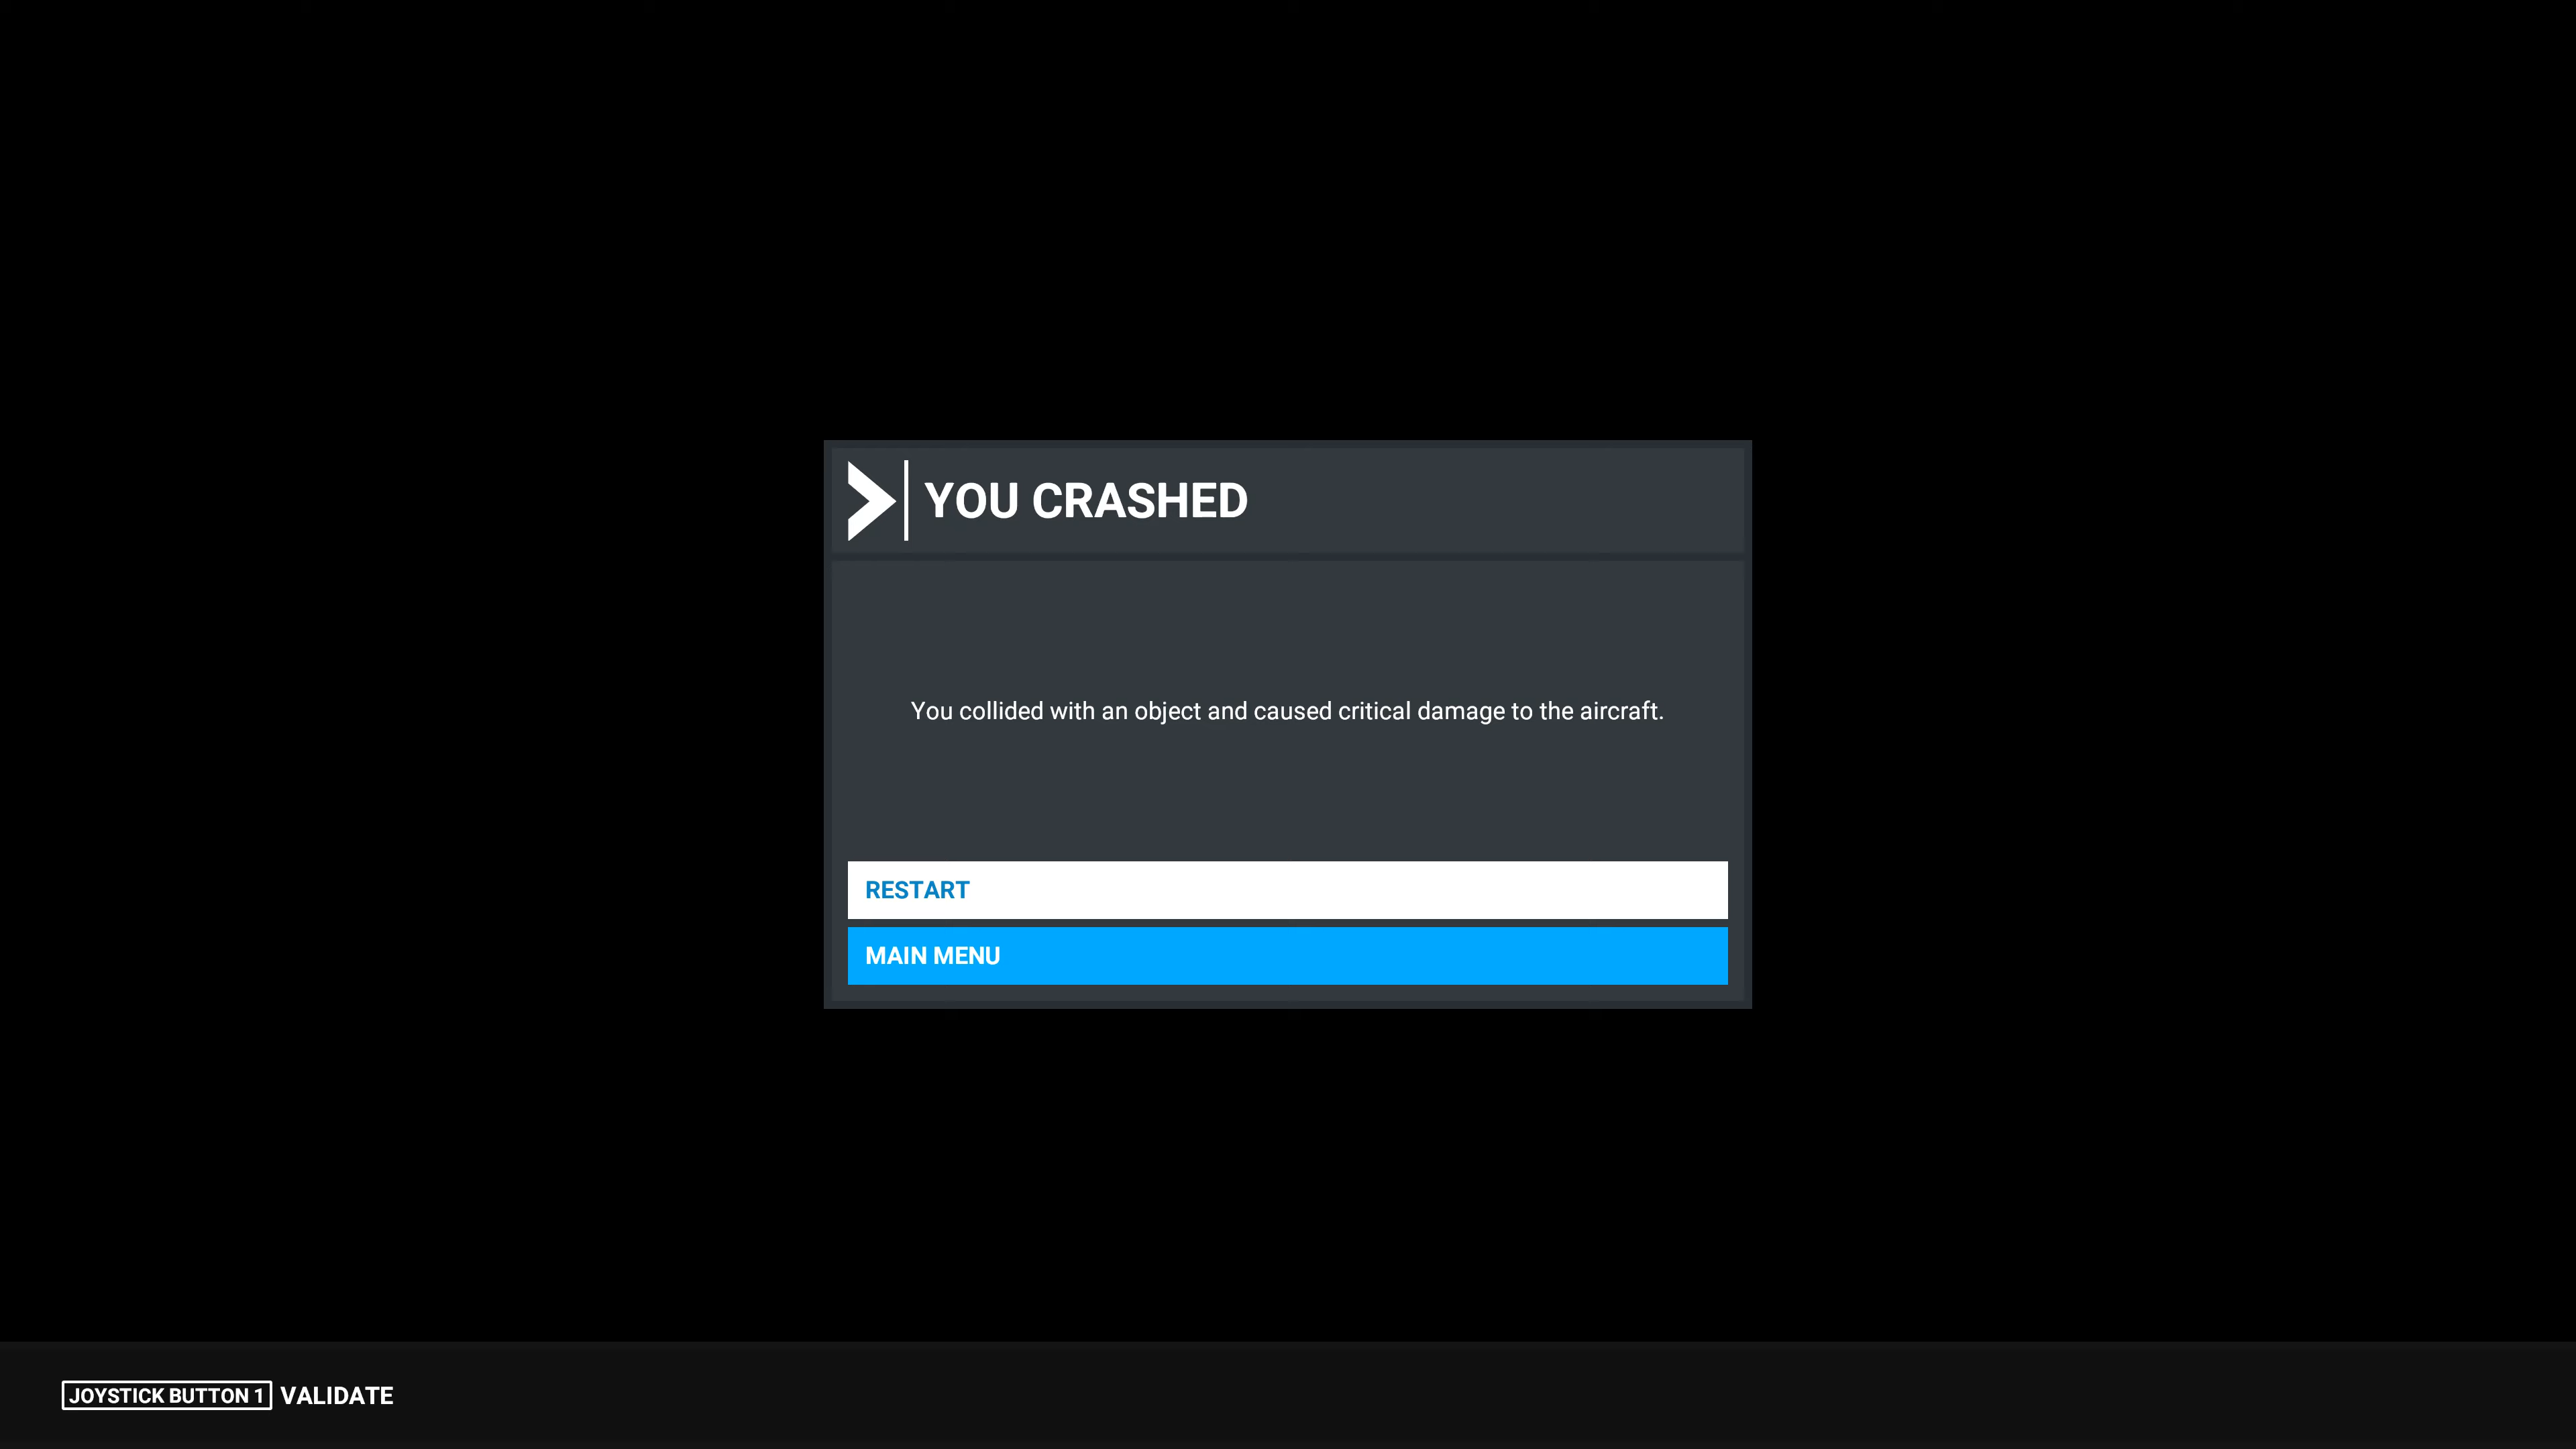 YOU CRASHED
You collided with an object and caused critical damage to the aircraft.
RESTART
MAIN MENU
JOYSTICK BUTTON 1 VALIDATE